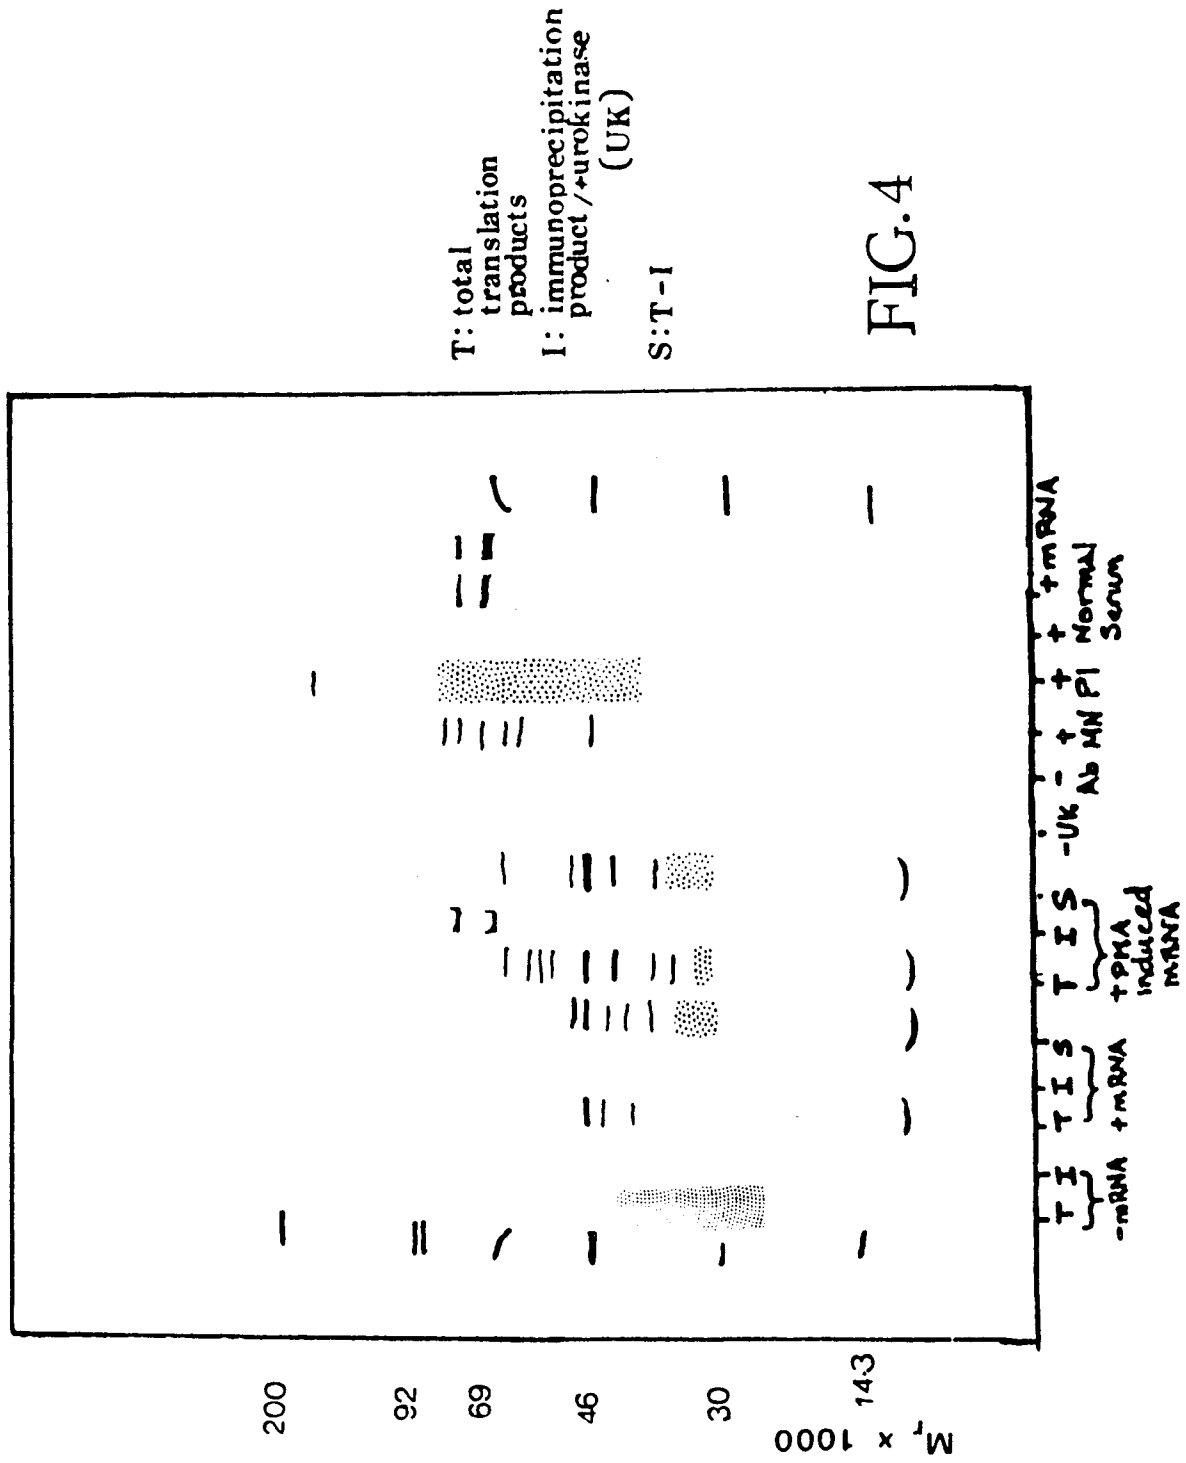 T: total
translation
products
I: immunoprecipitation
product/+urokinase
(UK)
S:T-I
FIG.4
200
92
69
46
30
14·3
Mr x 1000
T I
-mRNA
T I S
+mRNA
T I S
+PMA
induced
mRNA
-UK - + + + +mRNA
Ab MN PI Normal
Serum